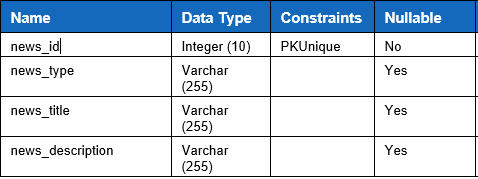 Name Data Type Constraints Nullable
news_id Integer (10) PKUnique No
news_type Varchar (255) Yes
news_title Varchar (255) Yes
news_description Varchar (255) Yes